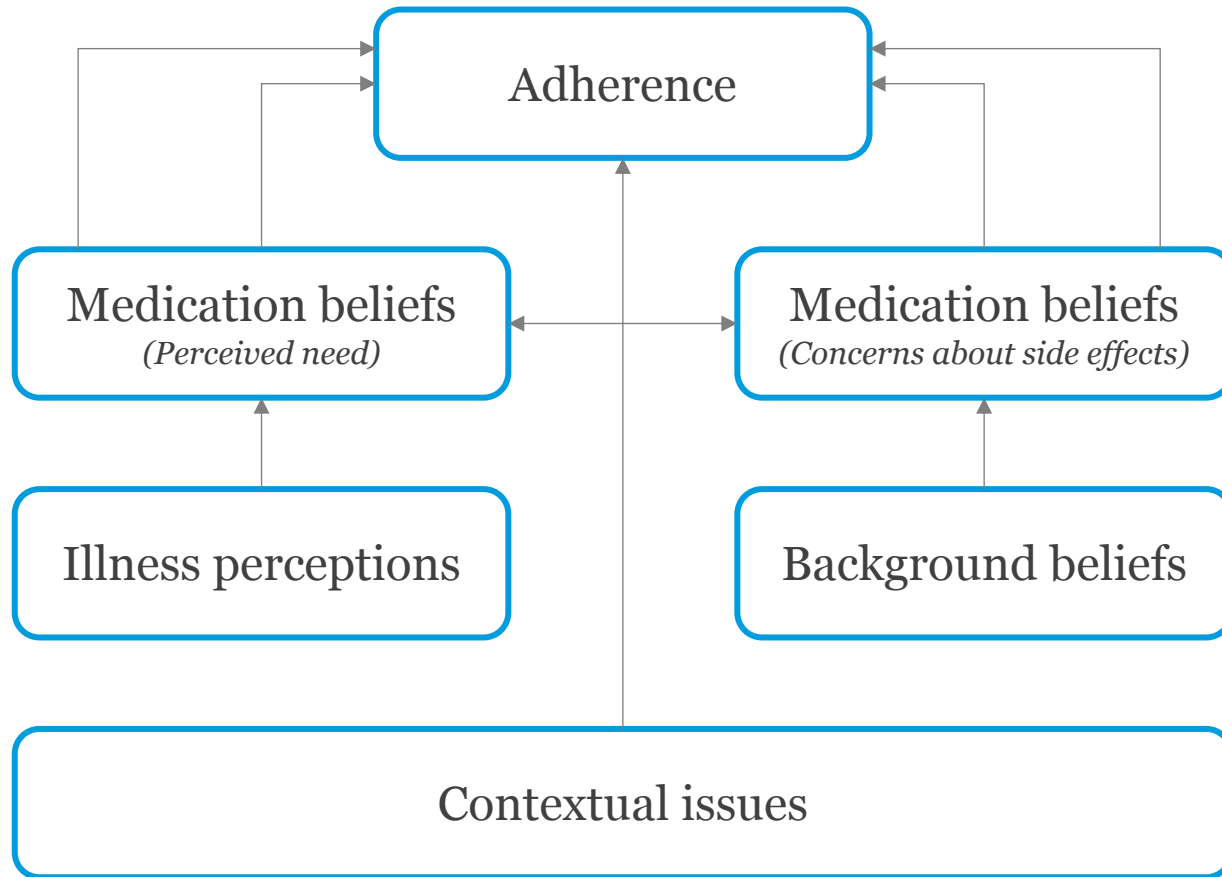 Adherence
Medication beliefs
(Perceived need)
Medication beliefs
(Concerns about side effects)
Illness perceptions
Background beliefs
Contextual issues